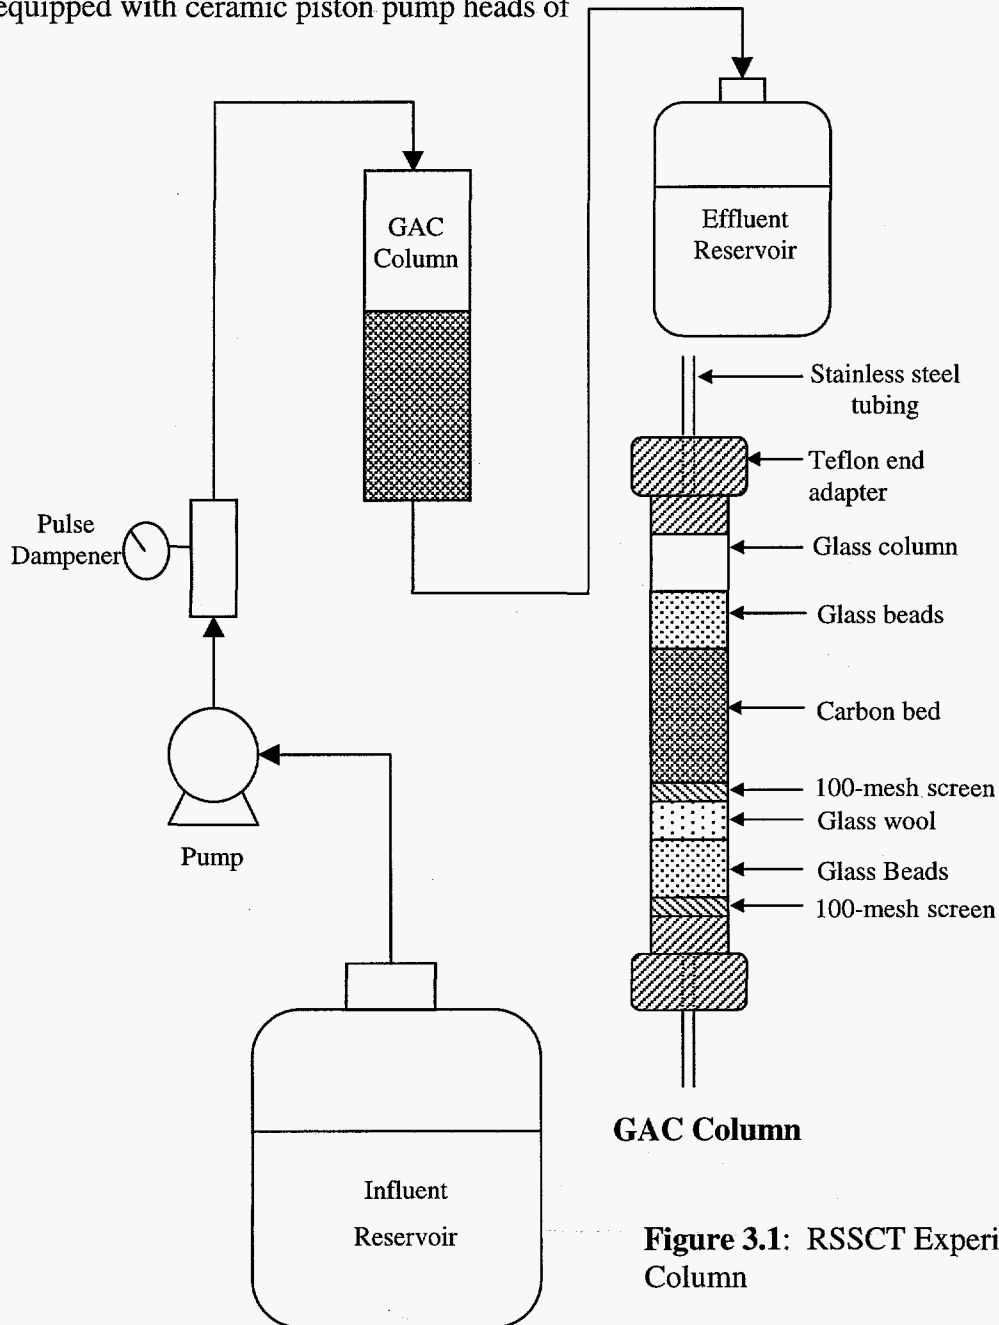 equipped with ceramic piston pump heads of
GAC
Column
Effluent
Reservoir
Stainless steel
tubing
Teflon end
adapter
Pulse
Dampener
Glass column
Glass beads
Carbon bed
100-mesh screen
Glass wool
Pump
Glass Beads
100-mesh screen
GAC Column
Influent
Reservoir
Figure 3.1: RSSCT Experi
Column